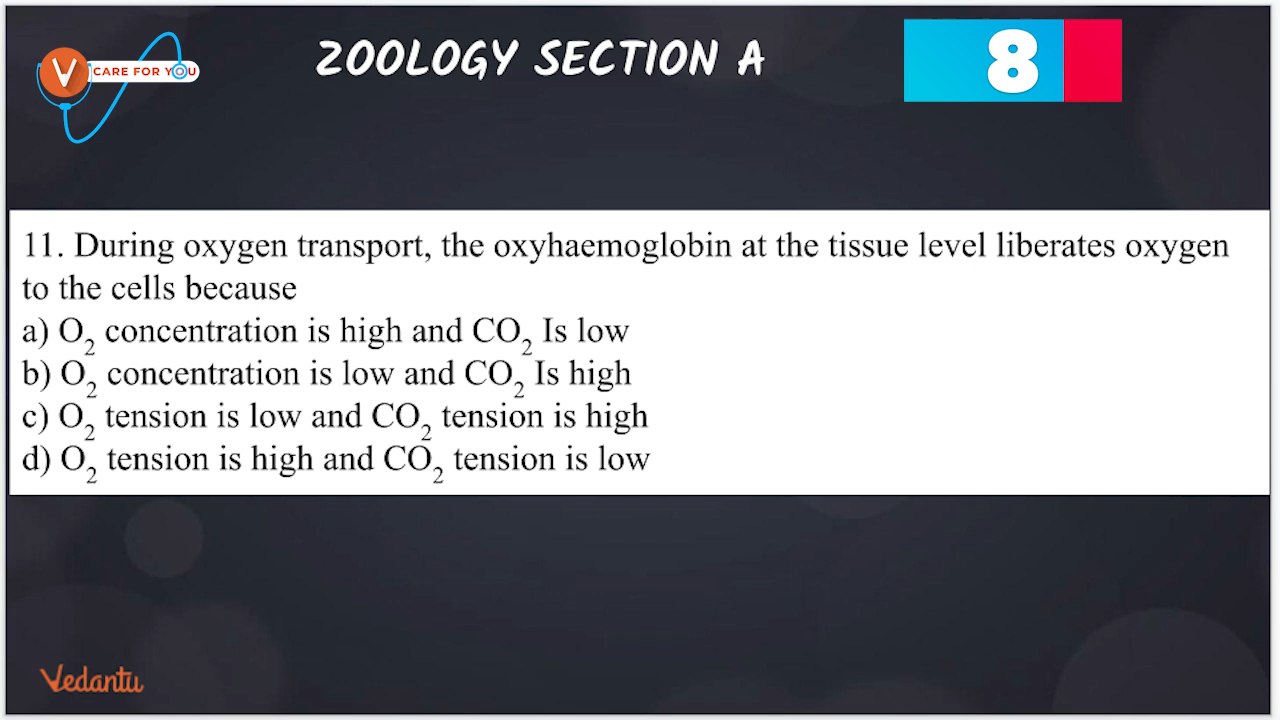 V CARE FOR YOU
ZOOLOGY SECTION A
8
11. During oxygen transport, the oxyhaemoglobin at the tissue level liberates oxygen
to the cells because
a) O₂ concentration is high and CO₂ Is low
b) O₂ concentration is low and CO₂ Is high
c) O₂ tension is low and CO₂ tension is high
d) O₂ tension is high and CO₂ tension is low
Vedantu